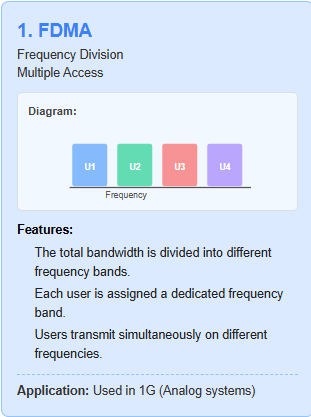 1. FDMA
Frequency Division
Multiple Access
Diagram:
U1 U2 U3 U4
Frequency
Features:
The total bandwidth is divided into different
frequency bands.
Each user is assigned a dedicated frequency
band.
Users transmit simultaneously on different
frequencies.
Application: Used in 1G (Analog systems)